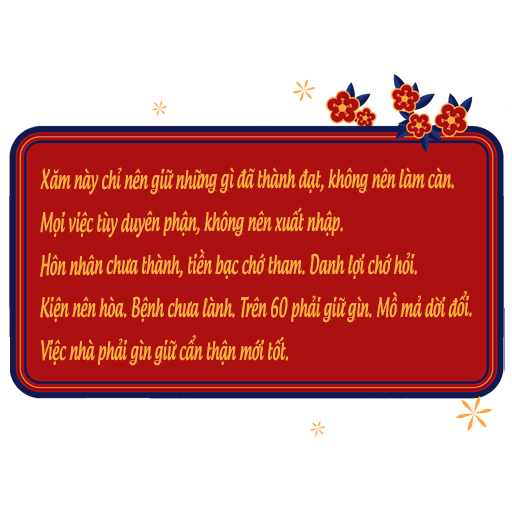 Xăm này chỉ nên giữ những gì đã thành đạt, không nên làm càn.
Mọi việc tùy duyên phận, không nên xuất nhập.
Hôn nhân chưa thành, tiền bạc chớ tham. Danh lợi chớ hỏi.
Kiện nên hòa. Bệnh chưa lành. Trên 60 phải giữ gìn. Mồ mả dời đổi.
Việc nhà phải gìn giữ cẩn thận mới tốt.